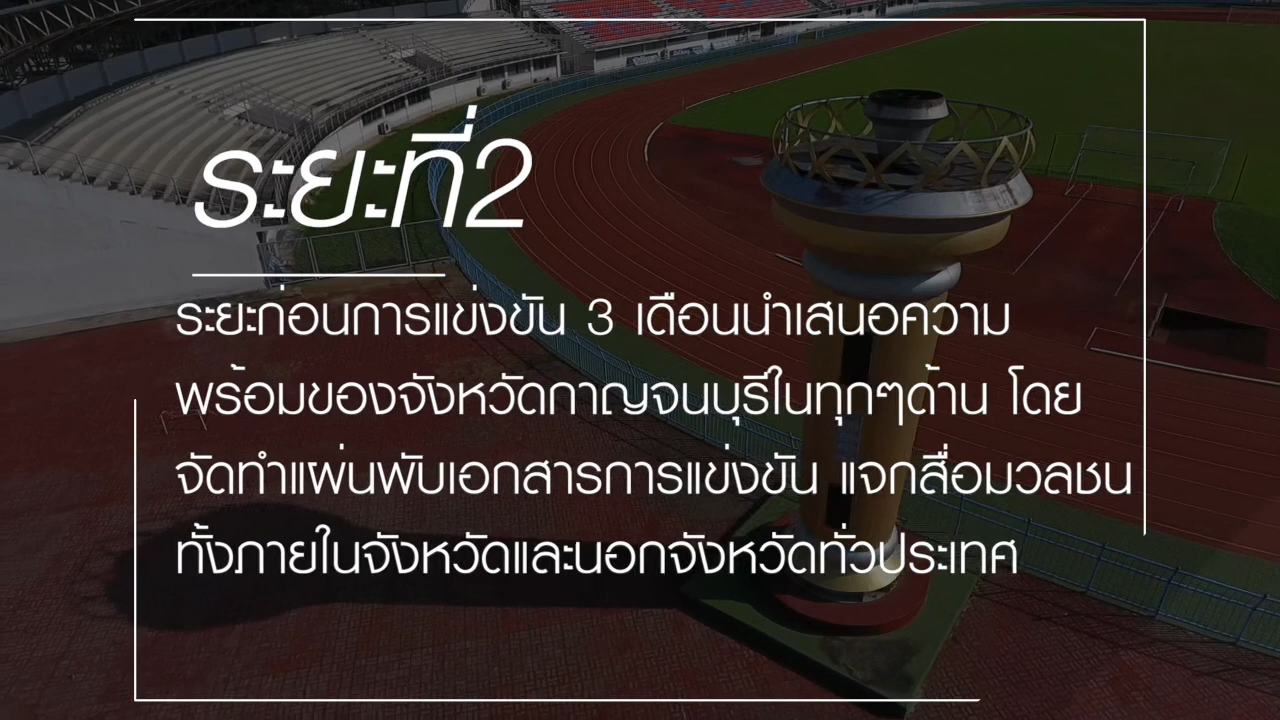 ระยะที่2
ระยะก่อนการแข่งขัน 3 เดือนนำเสนอความ
พร้อมของจังหวัดกาญจนบุรีในทุกๆด้าน โดย
จัดทำแผ่นพับเอกสารการแข่งขัน แจกสื่อมวลชน
ทั้งภายในจังหวัดและนอกจังหวัดทั่วประเทศ